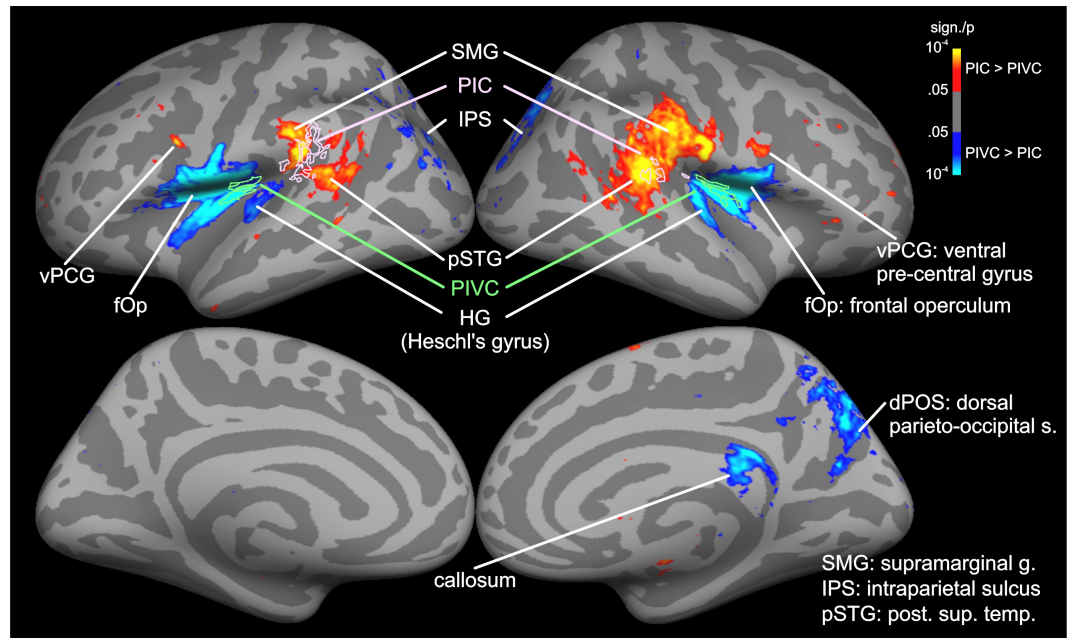 sign./p
10⁻⁴
PIC > PIVC
.05
.05
PIVC > PIC
10⁻⁴
SMG
PIC
IPS
pSTG
PIVC
HG
(Heschl's gyrus)
vPCG
fOp
vPCG: ventral
pre-central gyrus
fOp: frontal operculum
dPOS: dorsal
parieto-occipital s.
callosum
SMG: supramarginal g.
IPS: intraparietal sulcus
pSTG: post. sup. temp.